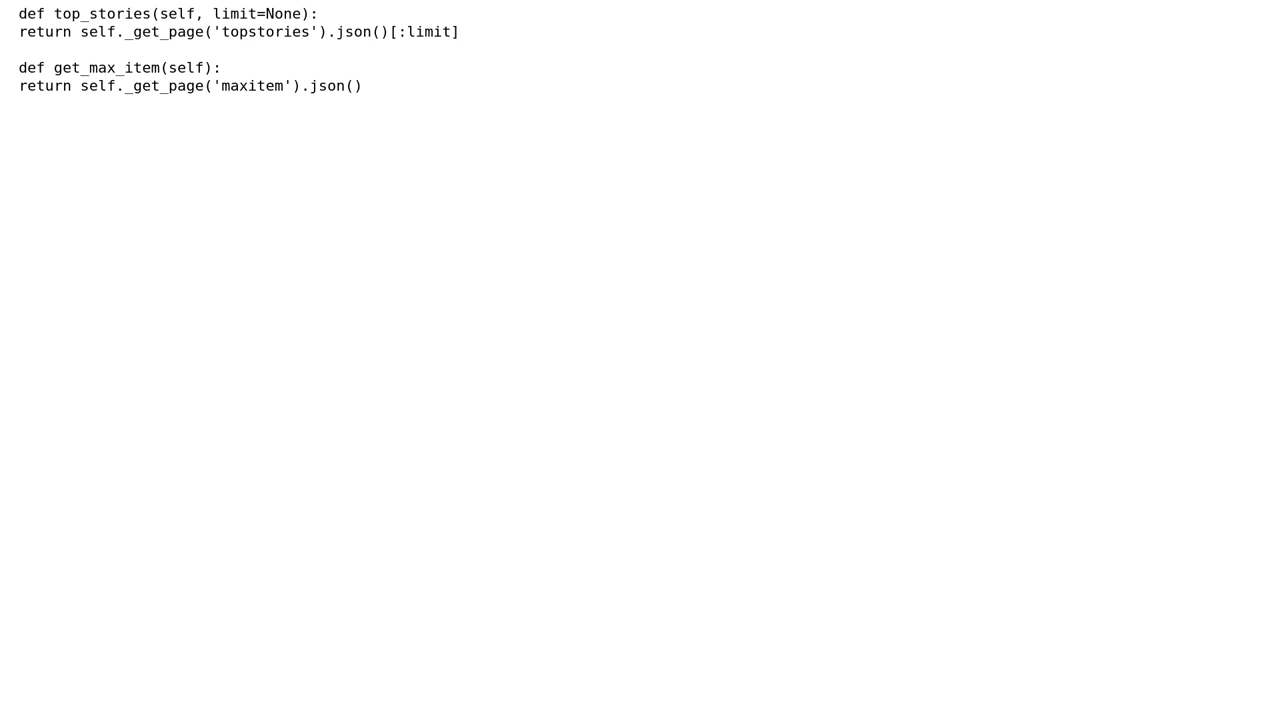 def top_stories(self, limit=None):
return self._get_page('topstories').json()[:limit]

def get_max_item(self):
return self._get_page('maxitem').json()